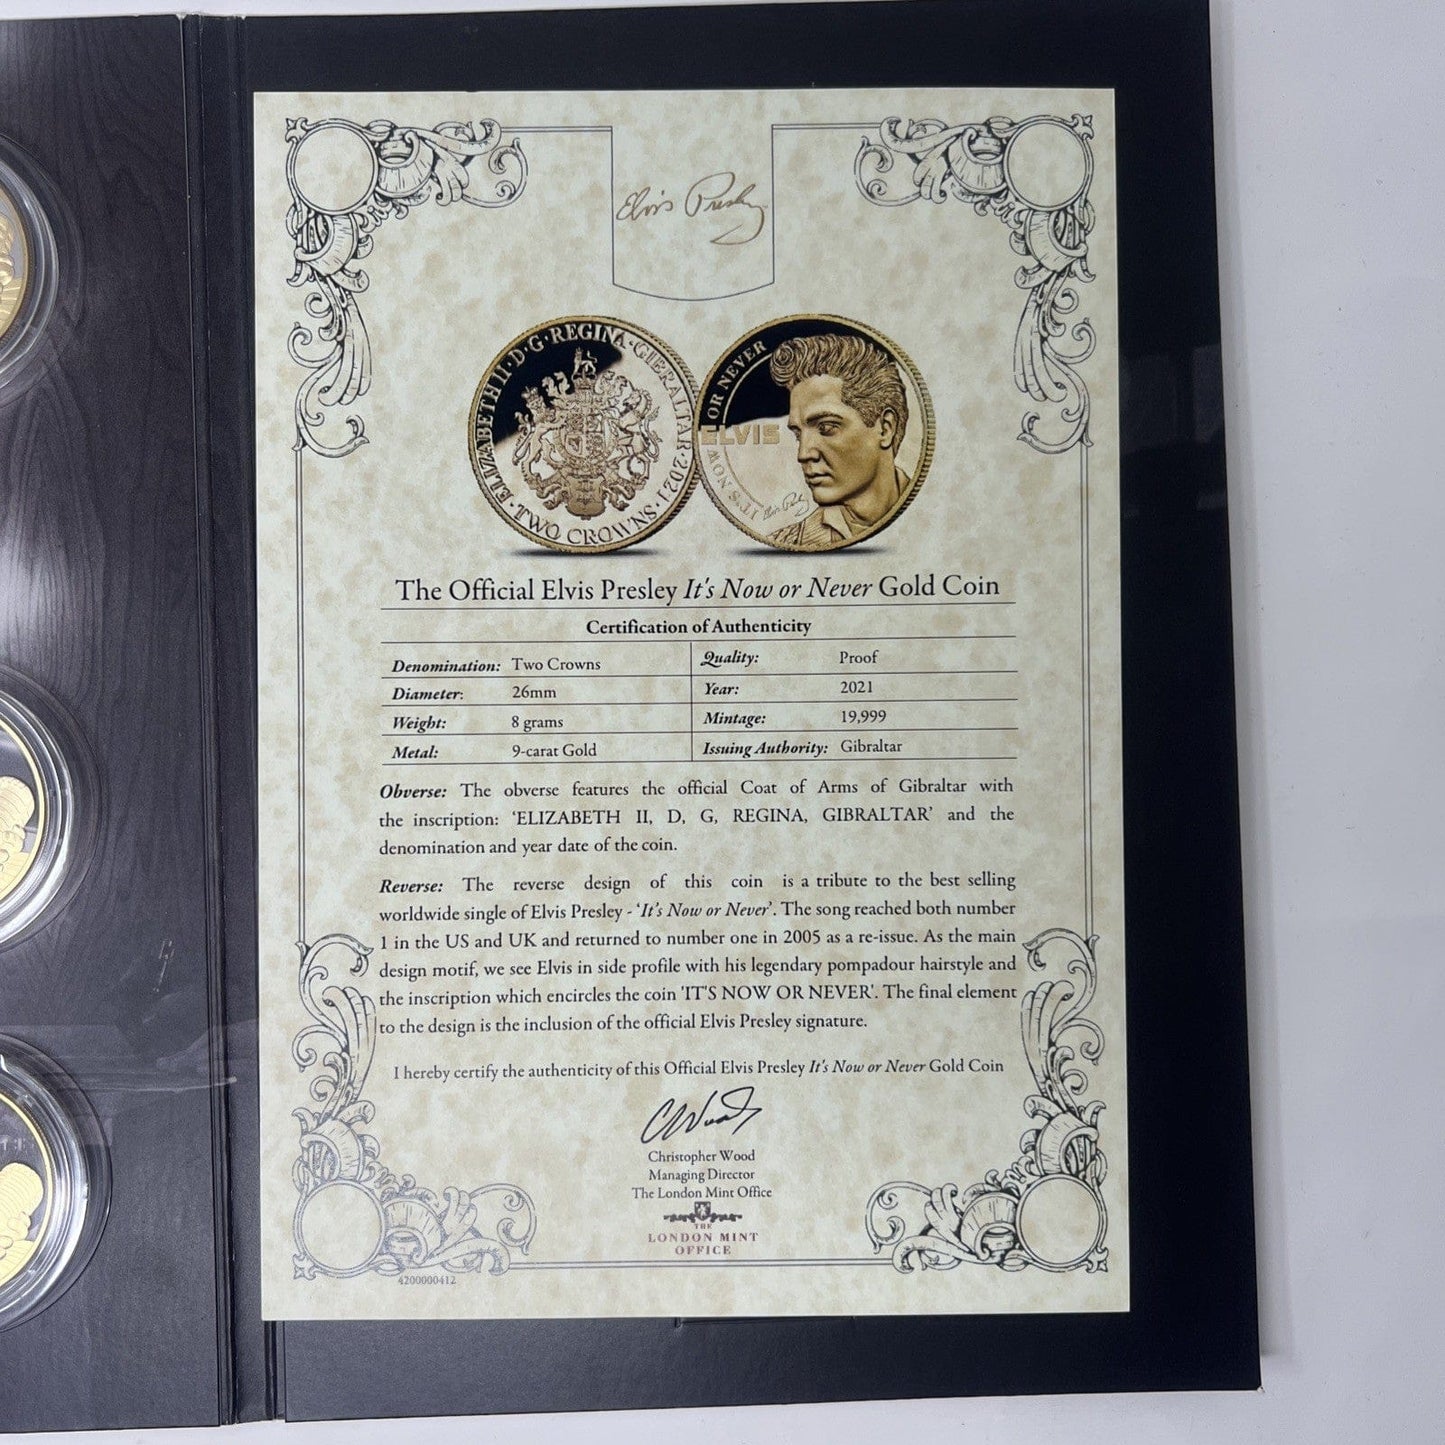 Elvis Presley
ELIZABETH II · D · G · REGINA · GIBRALTAR · 2021
· TWO CROWNS ·
IT'S NOW OR NEVER
ELVIS
Elvis Presley
The Official Elvis Presley It's Now or Never Gold Coin
Certification of Authenticity
Denomination: Two Crowns
Quality: Proof
Diameter: 26mm
Year: 2021
Weight: 8 grams
Mintage: 19,999
Metal: 9-carat Gold
Issuing Authority: Gibraltar
Obverse: The obverse features the official Coat of Arms of Gibraltar with
the inscription: ‘ELIZABETH II, D, G, REGINA, GIBRALTAR’ and the
denomination and year date of the coin.
Reverse: The reverse design of this coin is a tribute to the best selling
worldwide single of Elvis Presley - ‘It's Now or Never’. The song reached both number
1 in the US and UK and returned to number one in 2005 as a re-issue. As the main
design motif, we see Elvis in side profile with his legendary pompadour hairstyle and
the inscription which encircles the coin 'IT'S NOW OR NEVER'. The final element
to the design is the inclusion of the official Elvis Presley signature.
I hereby certify the authenticity of this Official Elvis Presley It's Now or Never Gold Coin
C Wood
Christopher Wood
Managing Director
The London Mint Office
THE
LONDON MINT
OFFICE
4200000412